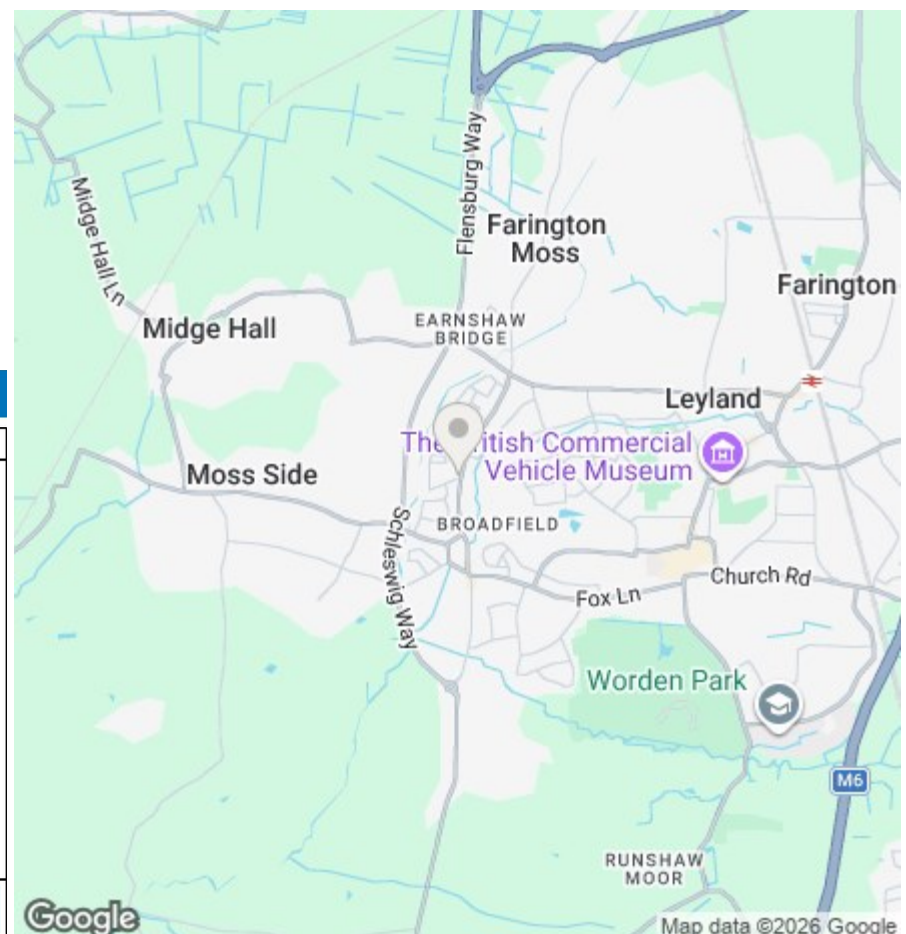 Flensburg Way
Farington
Moss
Farington
Midge Hall Ln
Midge Hall
EARNSHAW
BRIDGE
Leyland
The British Commercial
Vehicle Museum
Moss Side
BROADFIELD
Schleswig Way
Fox Ln
Church Rd
Worden Park
M6
RUNSHAW
MOOR
Google
Map data ©2026 Google